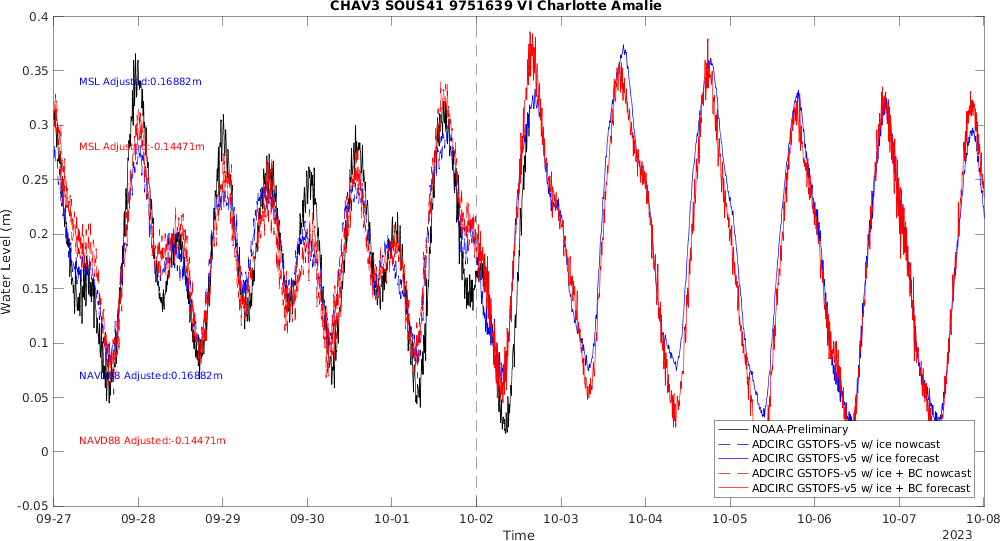 CHAV3 SOUS41 9751639 VI Charlotte Amalie
0.4
0.35
0.3
0.25
0.2
0.15
0.1
0.05
0
-0.05
Water Level (m)
MSL Adjusted:0.16882m
MSL Adjusted:-0.14471m
NAVD88 Adjusted:0.16882m
NAVD88 Adjusted:-0.14471m
NOAA-Preliminary
ADCIRC GSTOFS-v5 w/ ice nowcast
ADCIRC GSTOFS-v5 w/ ice forecast
ADCIRC GSTOFS-v5 w/ ice + BC nowcast
ADCIRC GSTOFS-v5 w/ ice + BC forecast
09-27 09-28 09-29 09-30 10-01 10-02 10-03 10-04 10-05 10-06 10-07 10-08
Time
2023